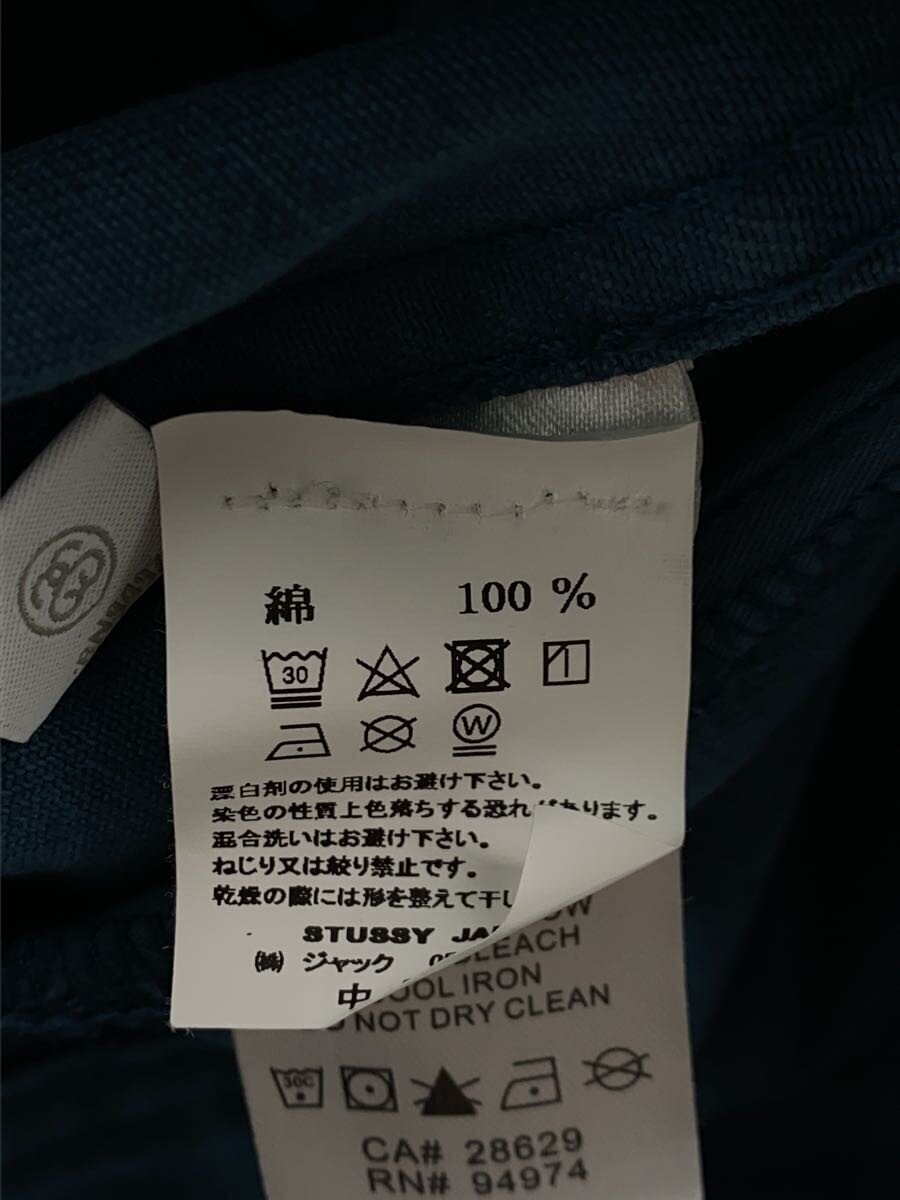 綿 100 %
30
W
漂白剤の使用はお避け下さい。
染色の性質上色落ちする恐れがあります。
混合洗いはお避け下さい。
ねじり又は絞り禁止です。
乾燥の際には形を整えて干し
STUSSY JA
㈱ ジャック
中
BLEACH
IRON
NOT DRY CLEAN
30C
CA# 28629
RN# 94974